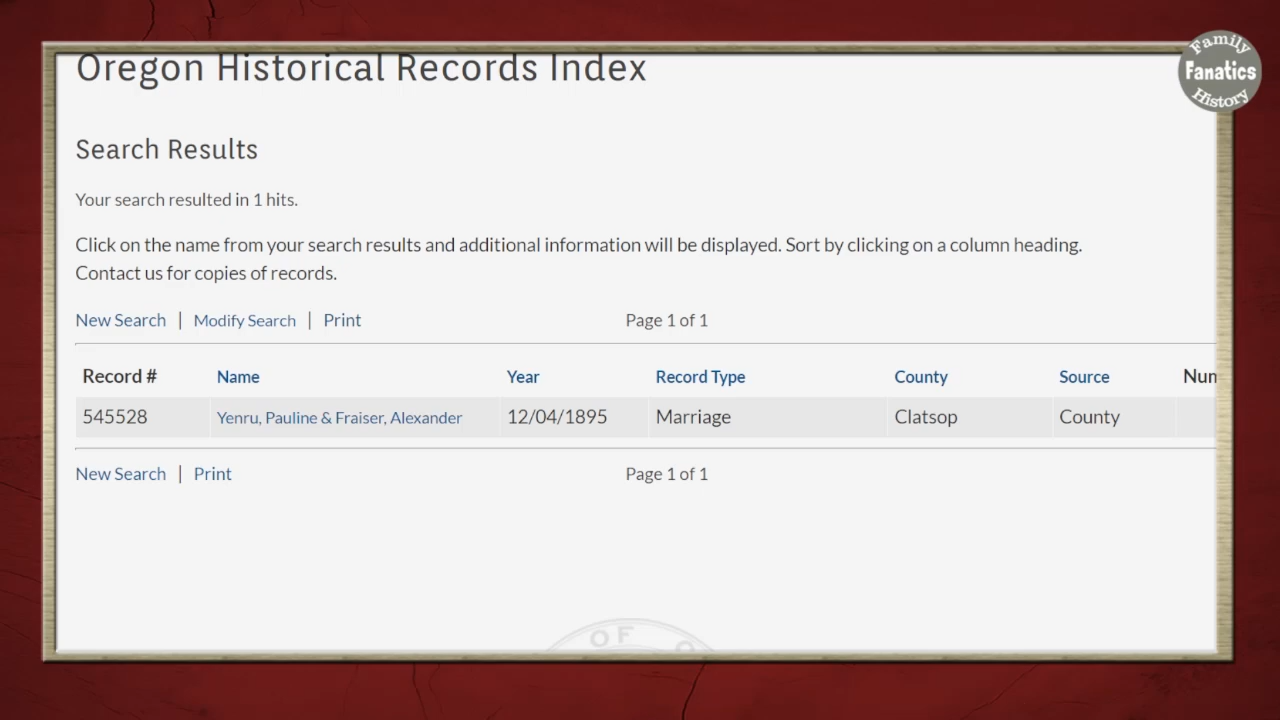 Oregon Historical Records Index
Family
Fanatics
History
Search Results
Your search resulted in 1 hits.
Click on the name from your search results and additional information will be displayed. Sort by clicking on a column heading.
Contact us for copies of records.
New Search | Modify Search | Print Page 1 of 1
Record # Name Year Record Type County Source Num
545528 Yenru, Pauline & Fraiser, Alexander 12/04/1895 Marriage Clatsop County
New Search | Print Page 1 of 1
OF